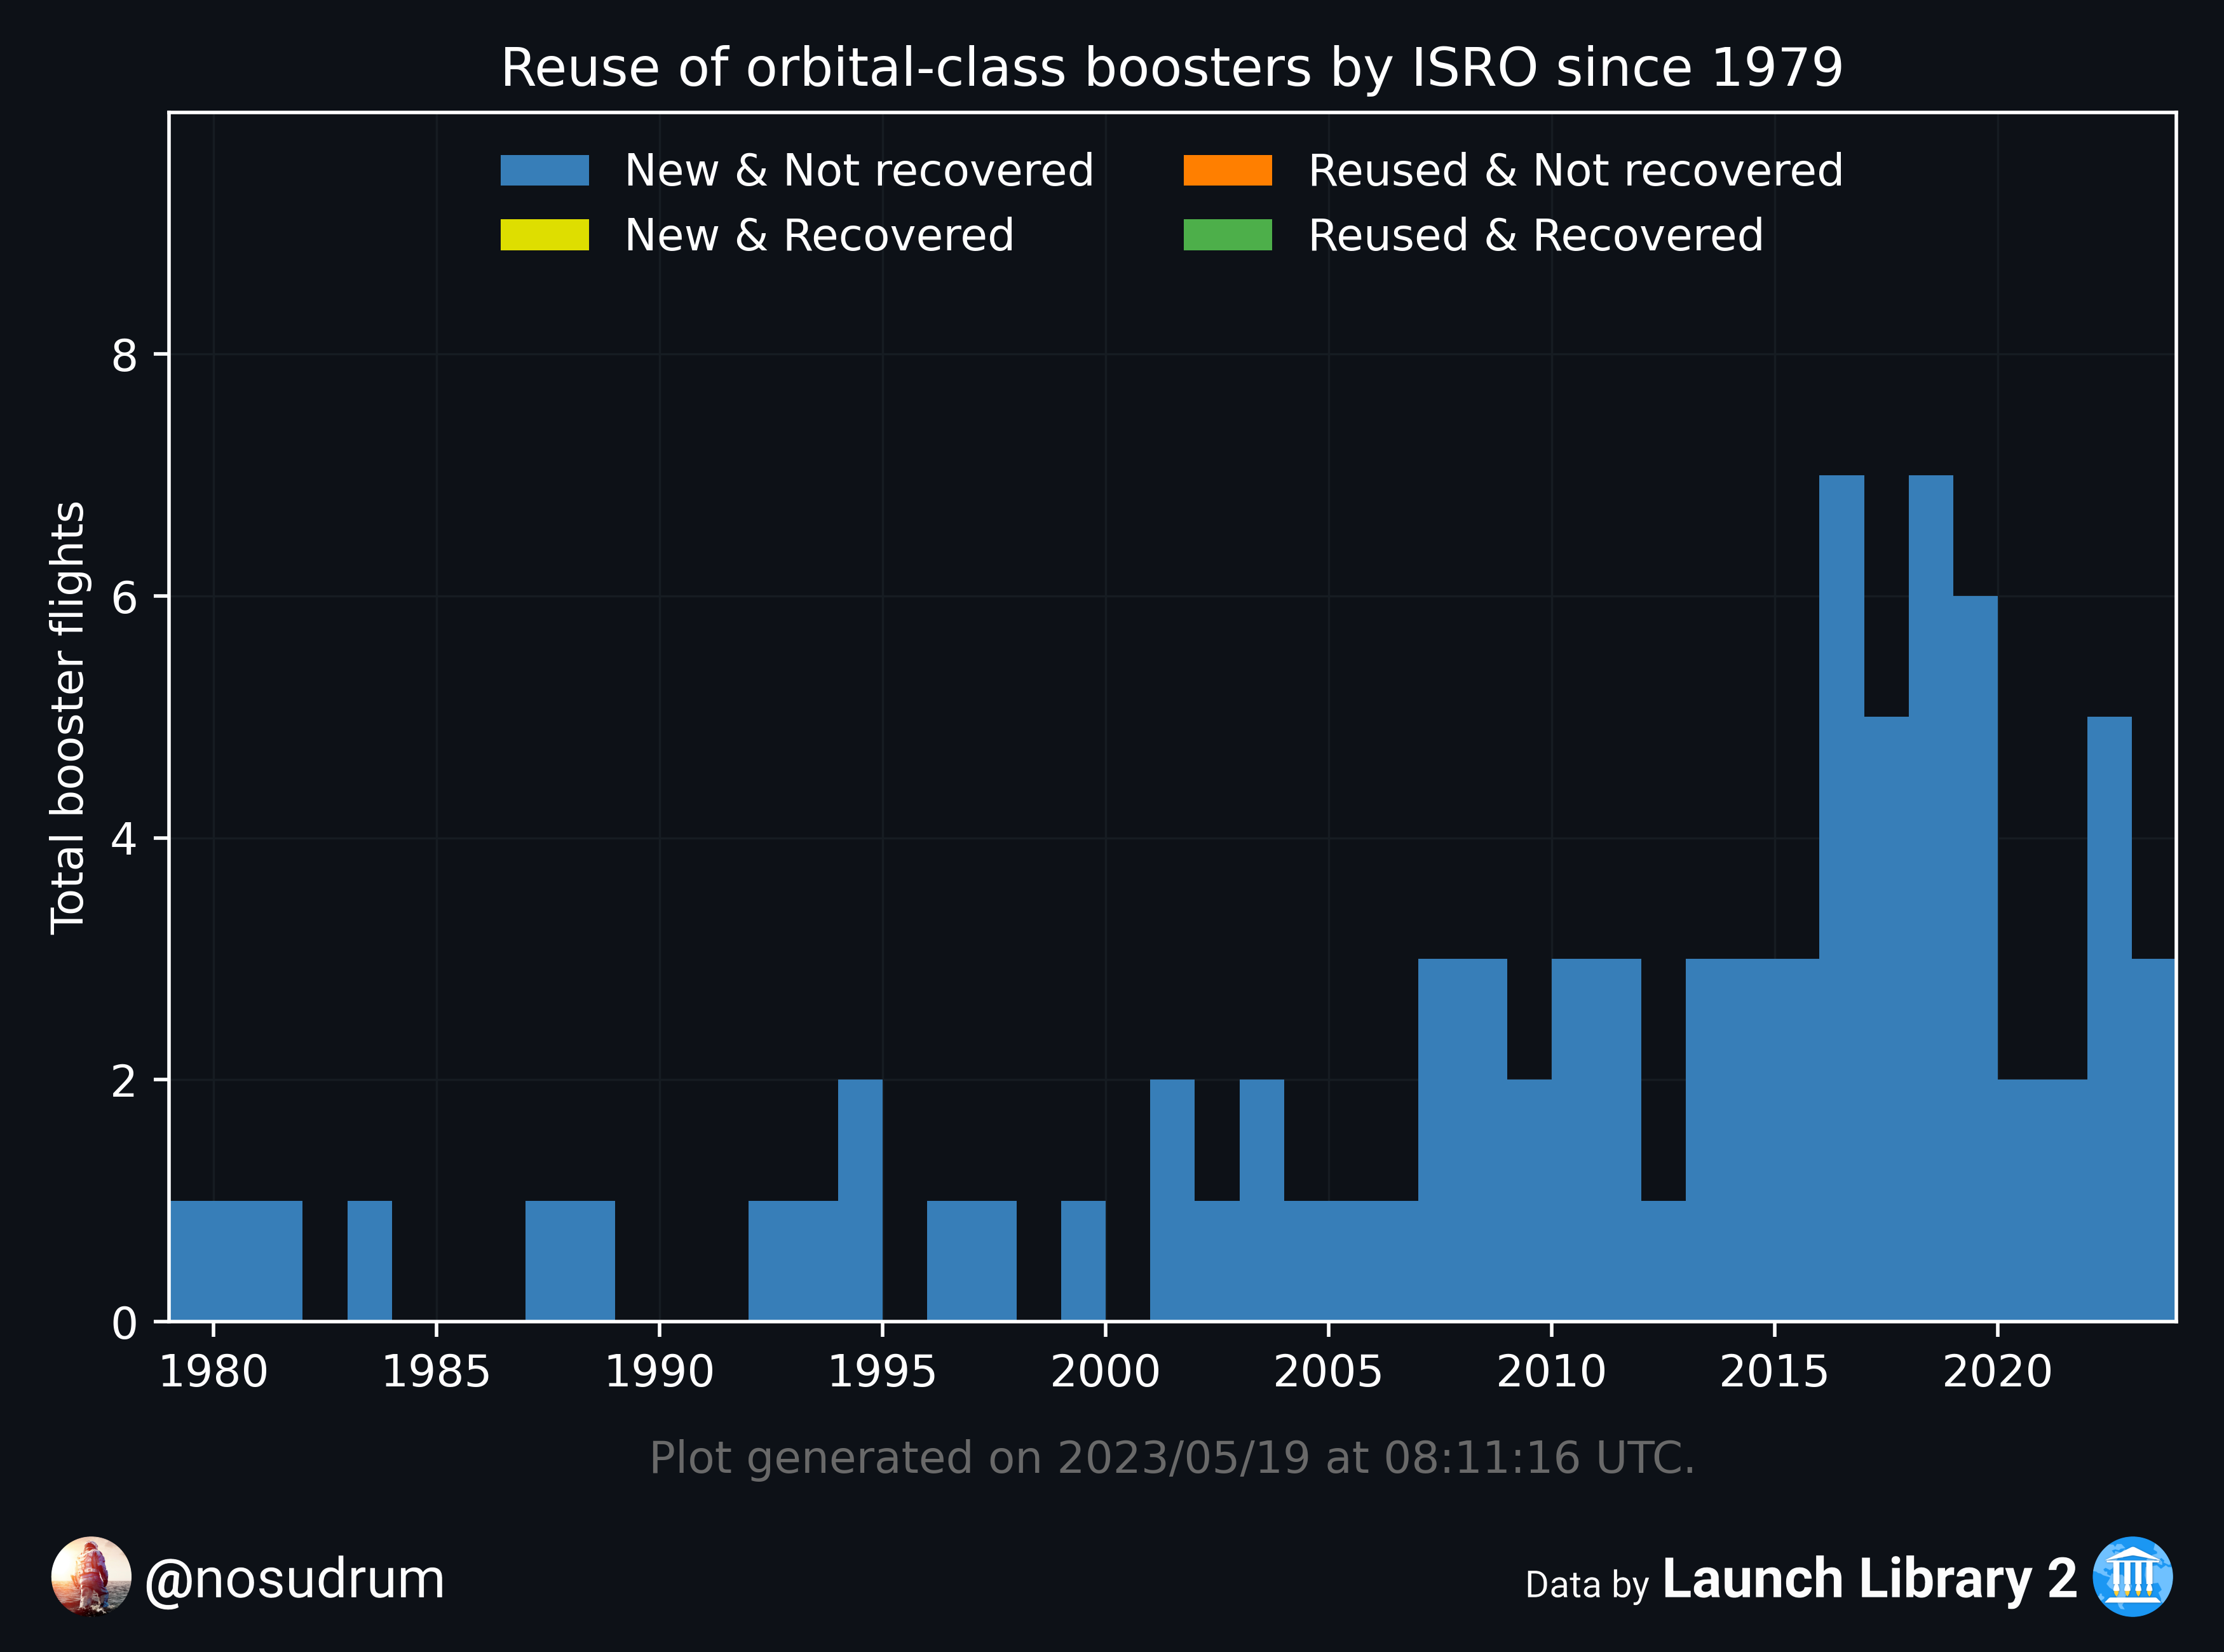 Reuse of orbital-class boosters by ISRO since 1979
New & Not recovered
New & Recovered
Reused & Not recovered
Reused & Recovered
Total booster flights
8
6
4
2
0
1980 1985 1990 1995 2000 2005 2010 2015 2020
Plot generated on 2023/05/19 at 08:11:16 UTC.
@nosudrum
Data by Launch Library 2